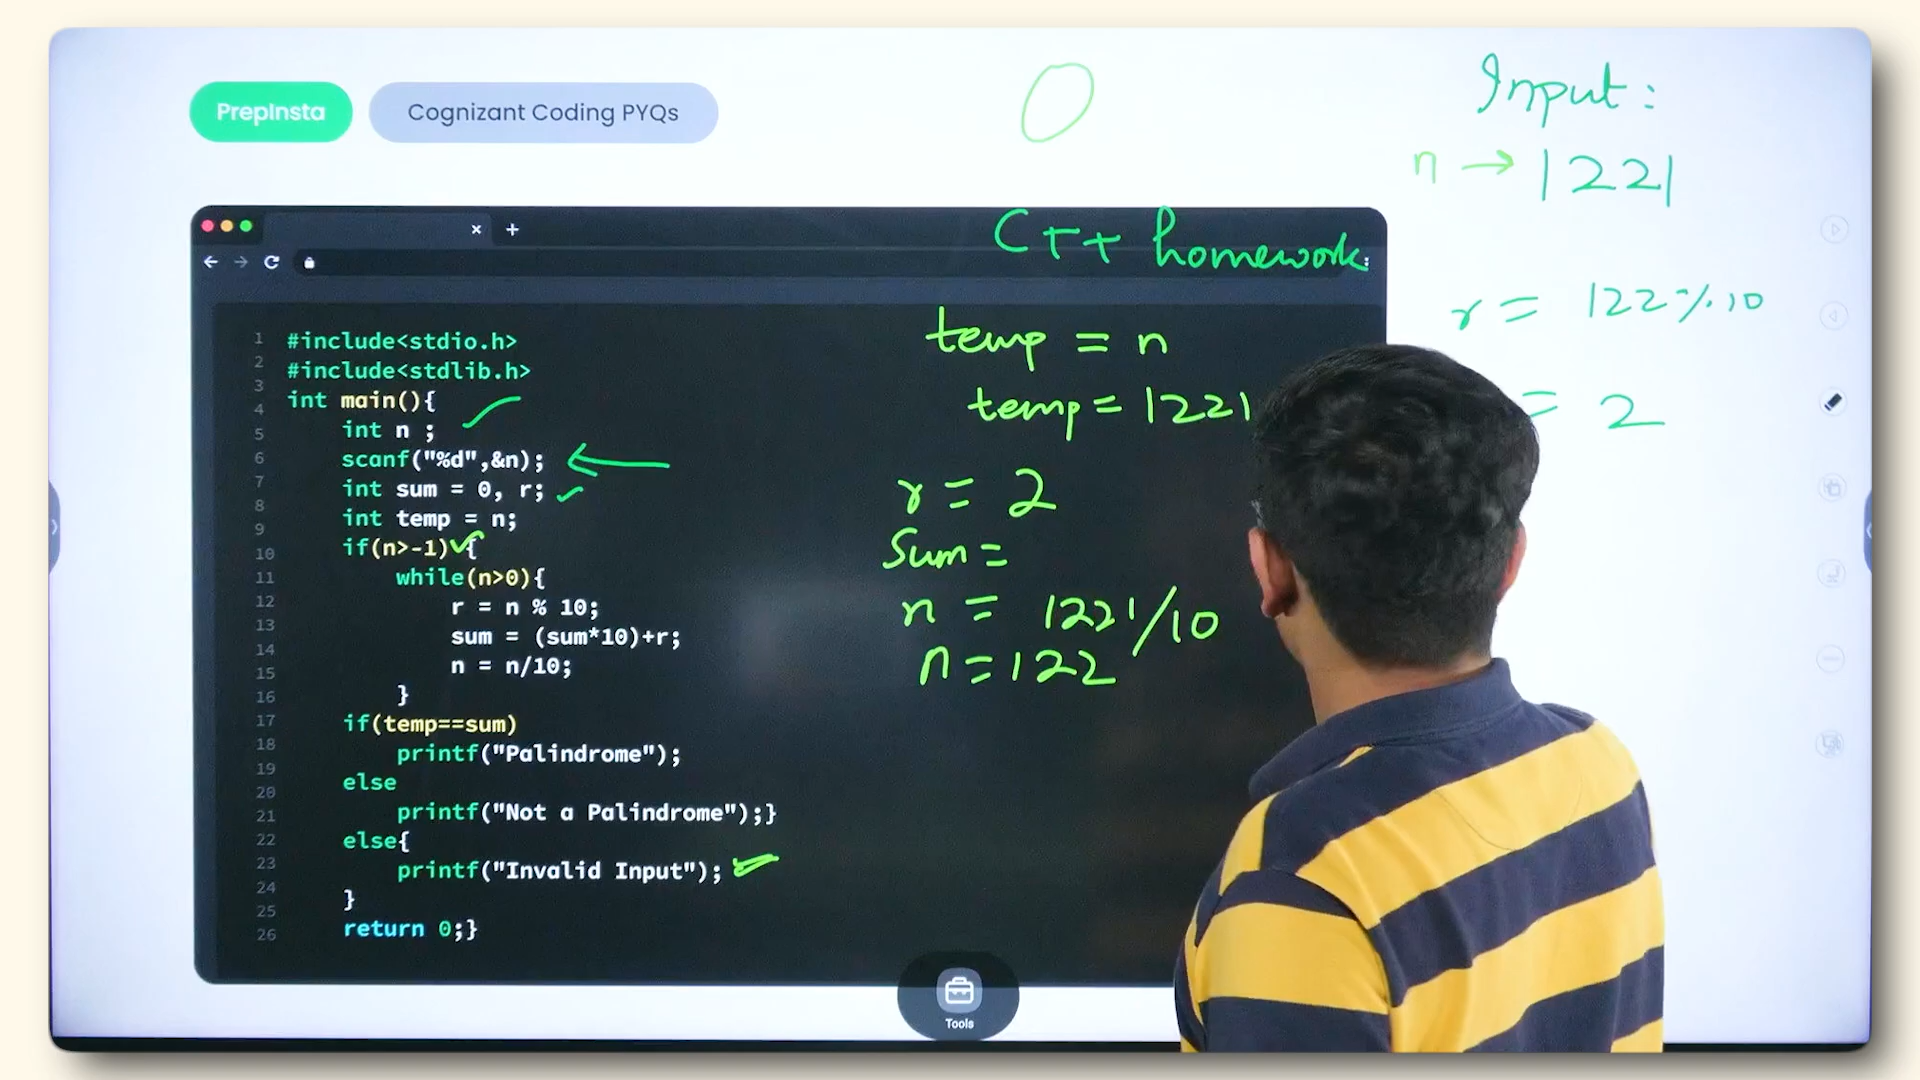 PrepInsta
Cognizant Coding PYQs
Input:
n → 1221
C++ homework
1 #include<stdio.h>
2 #include<stdlib.h>
3 int main(){
4 int n ;
5 scanf("%d",&n);
6 int sum = 0, r;
7 int temp = n;
8 if(n>-1) {
9 while(n>0){
10 r = n % 10;
11 sum = (sum*10)+r;
12 n = n/10;
13 }
14 if(temp==sum)
15 printf("Palindrome");
16 else
17 printf("Not a Palindrome");}
18 else{
19 printf("Invalid Input");
20 }
21 return 0;}
22
23
24
25
26
temp = n
temp = 1221
r = 2
Sum =
n = 1221/10
n = 122
r = 122%10
= 2
Tools